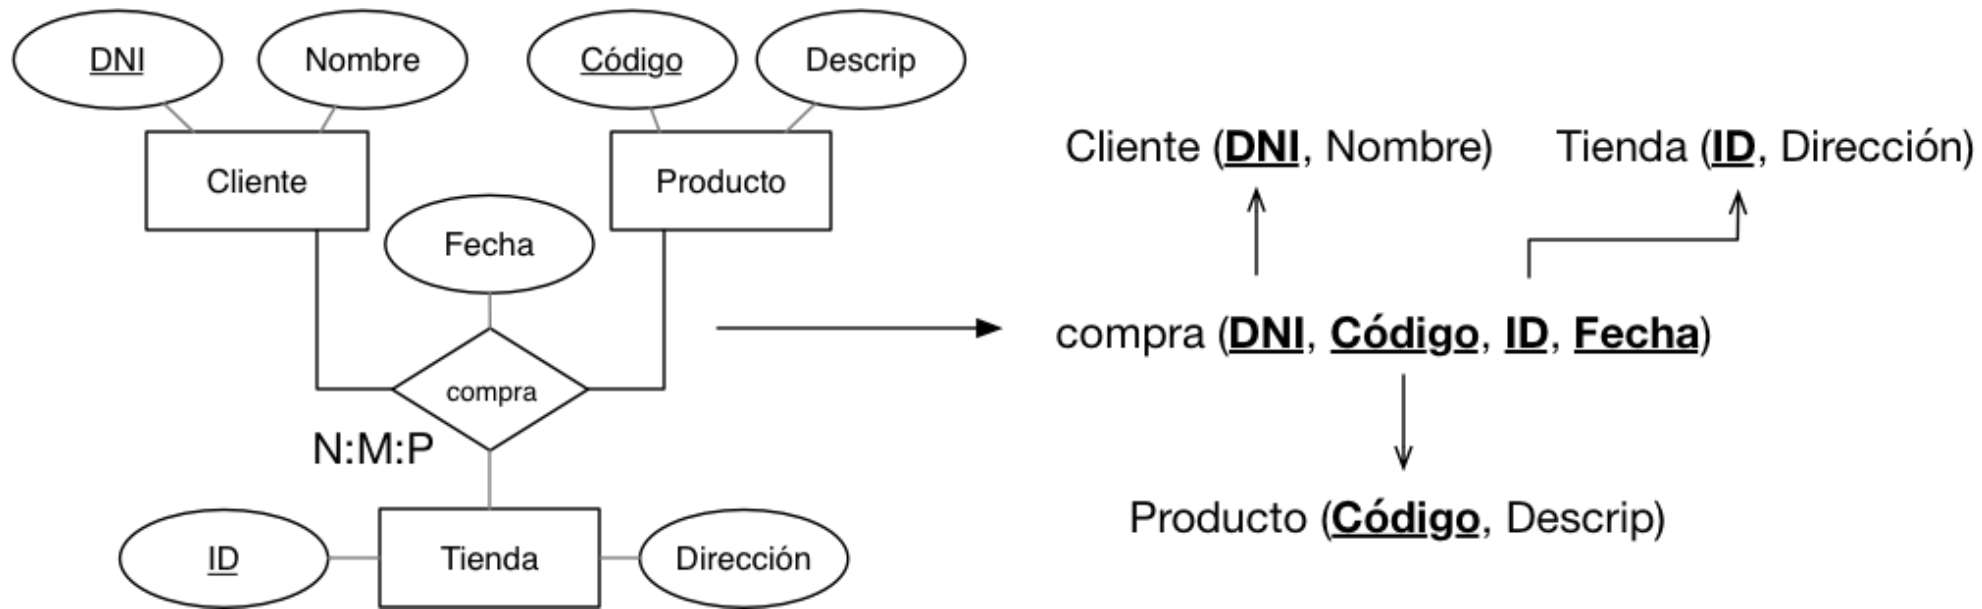 DNI
Nombre
Código
Descrip
Cliente
Producto
Fecha
compra
N:M:P
ID
Tienda
Dirección
Cliente (DNI, Nombre)
Tienda (ID, Dirección)
compra (DNI, Código, ID, Fecha)
Producto (Código, Descrip)